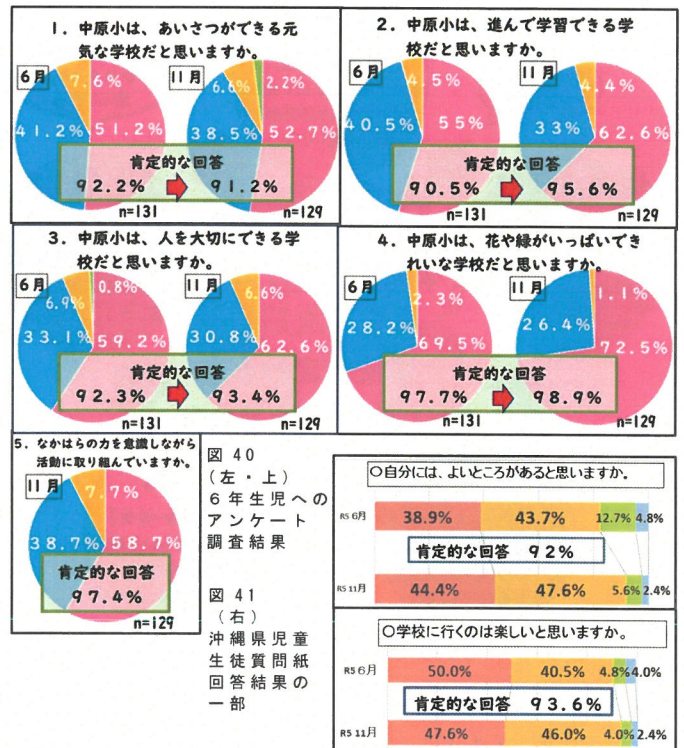 1．中原小は、あいさつができる元
気な学校だと思いますか。
6月
7.6%
41.2%
51.2%
11月
6.6%
2.2%
38.5%
52.7%
肯定的な回答
92.2%
91.2%
n=131
n=129
2．中原小は、進んで学習できる学
校だと思いますか。
6月
4.5%
40.5%
55%
11月
4.4%
33%
62.6%
肯定的な回答
90.5%
95.6%
n=131
n=129
3．中原小は、人を大切にできる学
校だと思いますか。
6月
6.9%
0.8%
33.1%
59.2%
11月
6.6%
30.8%
62.6%
肯定的な回答
92.3%
93.4%
n=131
n=129
4．中原小は、花や緑がいっぱいでき
れいな学校だと思いますか。
6月
2.3%
28.2%
69.5%
11月
1.1%
26.4%
72.5%
肯定的な回答
97.7%
98.9%
n=131
n=129
5．なかはらの力を意識しながら
活動に取り組んでいますか。
11月
7.7%
38.7%
58.7%
肯定的な回答
97.4%
n=129
図 40
（左・上）
6年生児への
アンケート
調査結果
図 41
（右）
沖縄県児童
生徒質問紙
回答結果の
一部
〇自分には、よいところがあると思いますか。
R5 6月
38.9%
43.7%
12.7%
4.8%
肯定的な回答 92%
R5 11月
44.4%
47.6%
5.6%
2.4%
〇学校に行くのは楽しいと思いますか。
R5 6月
50.0%
40.5%
4.8%
4.0%
肯定的な回答 93.6%
R5 11月
47.6%
46.0%
4.0%
2.4%